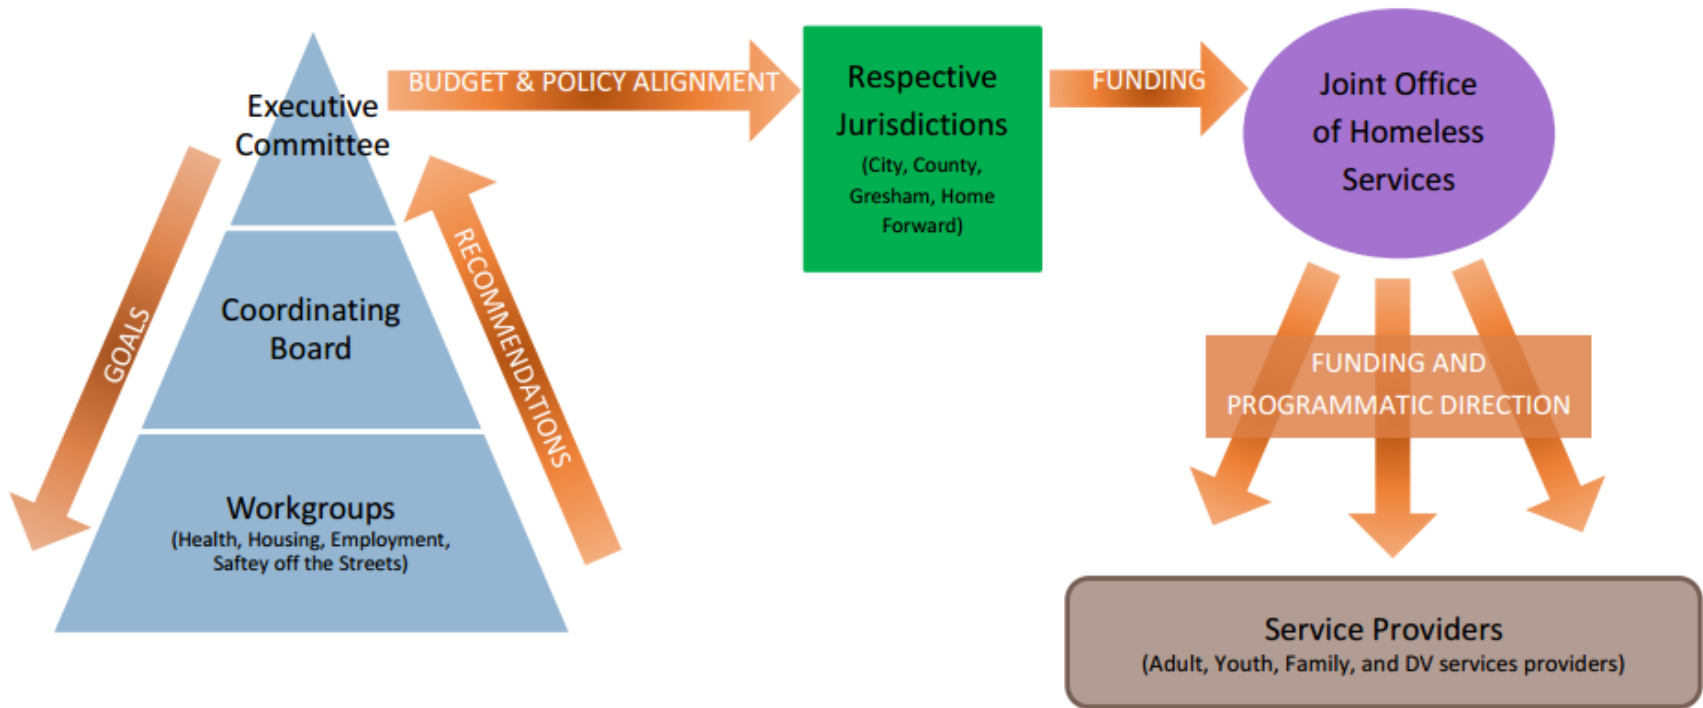 Executive
Committee
BUDGET & POLICY ALIGNMENT
Respective
Jurisdictions
(City, County,
Gresham, Home
Forward)
FUNDING
Joint Office
of Homeless
Services
GOALS
RECOMMENDATIONS
Coordinating
Board
Workgroups
(Health, Housing, Employment,
Saftey off the Streets)
FUNDING AND
PROGRAMMATIC DIRECTION
Service Providers
(Adult, Youth, Family, and DV services providers)